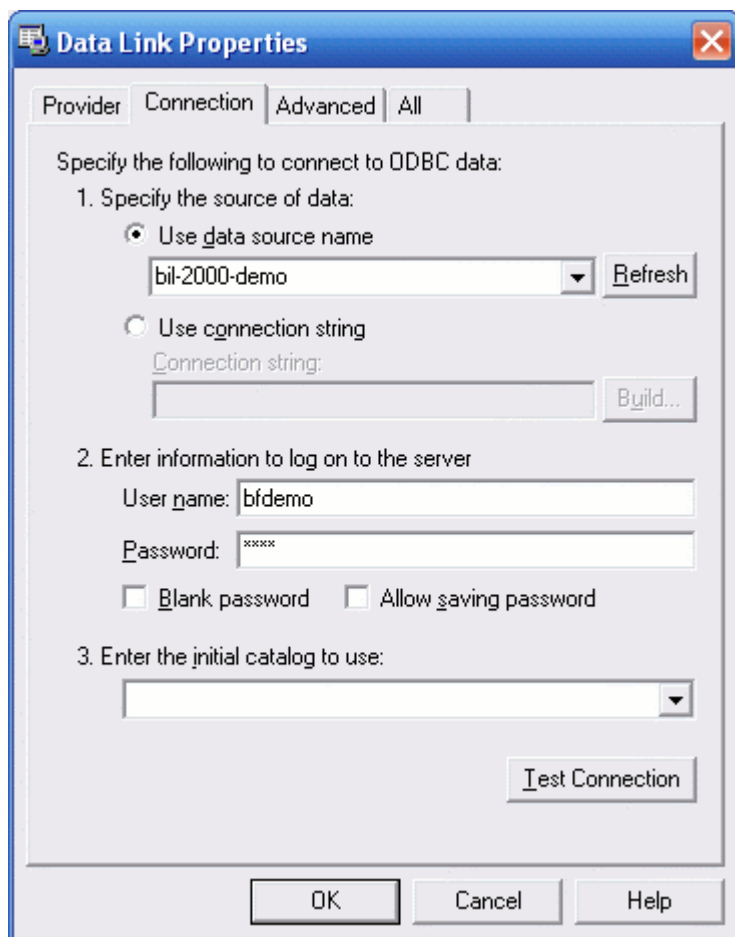 Data Link Properties
Provider Connection Advanced All
Specify the following to connect to ODBC data:
1. Specify the source of data:
Use data source name
bil-2000-demo Refresh
Use connection string
Connection string:
Build...
2. Enter information to log on to the server
User name: bfdemo
Password: ****
Blank password Allow saving password
3. Enter the initial catalog to use:
Test Connection
OK Cancel Help